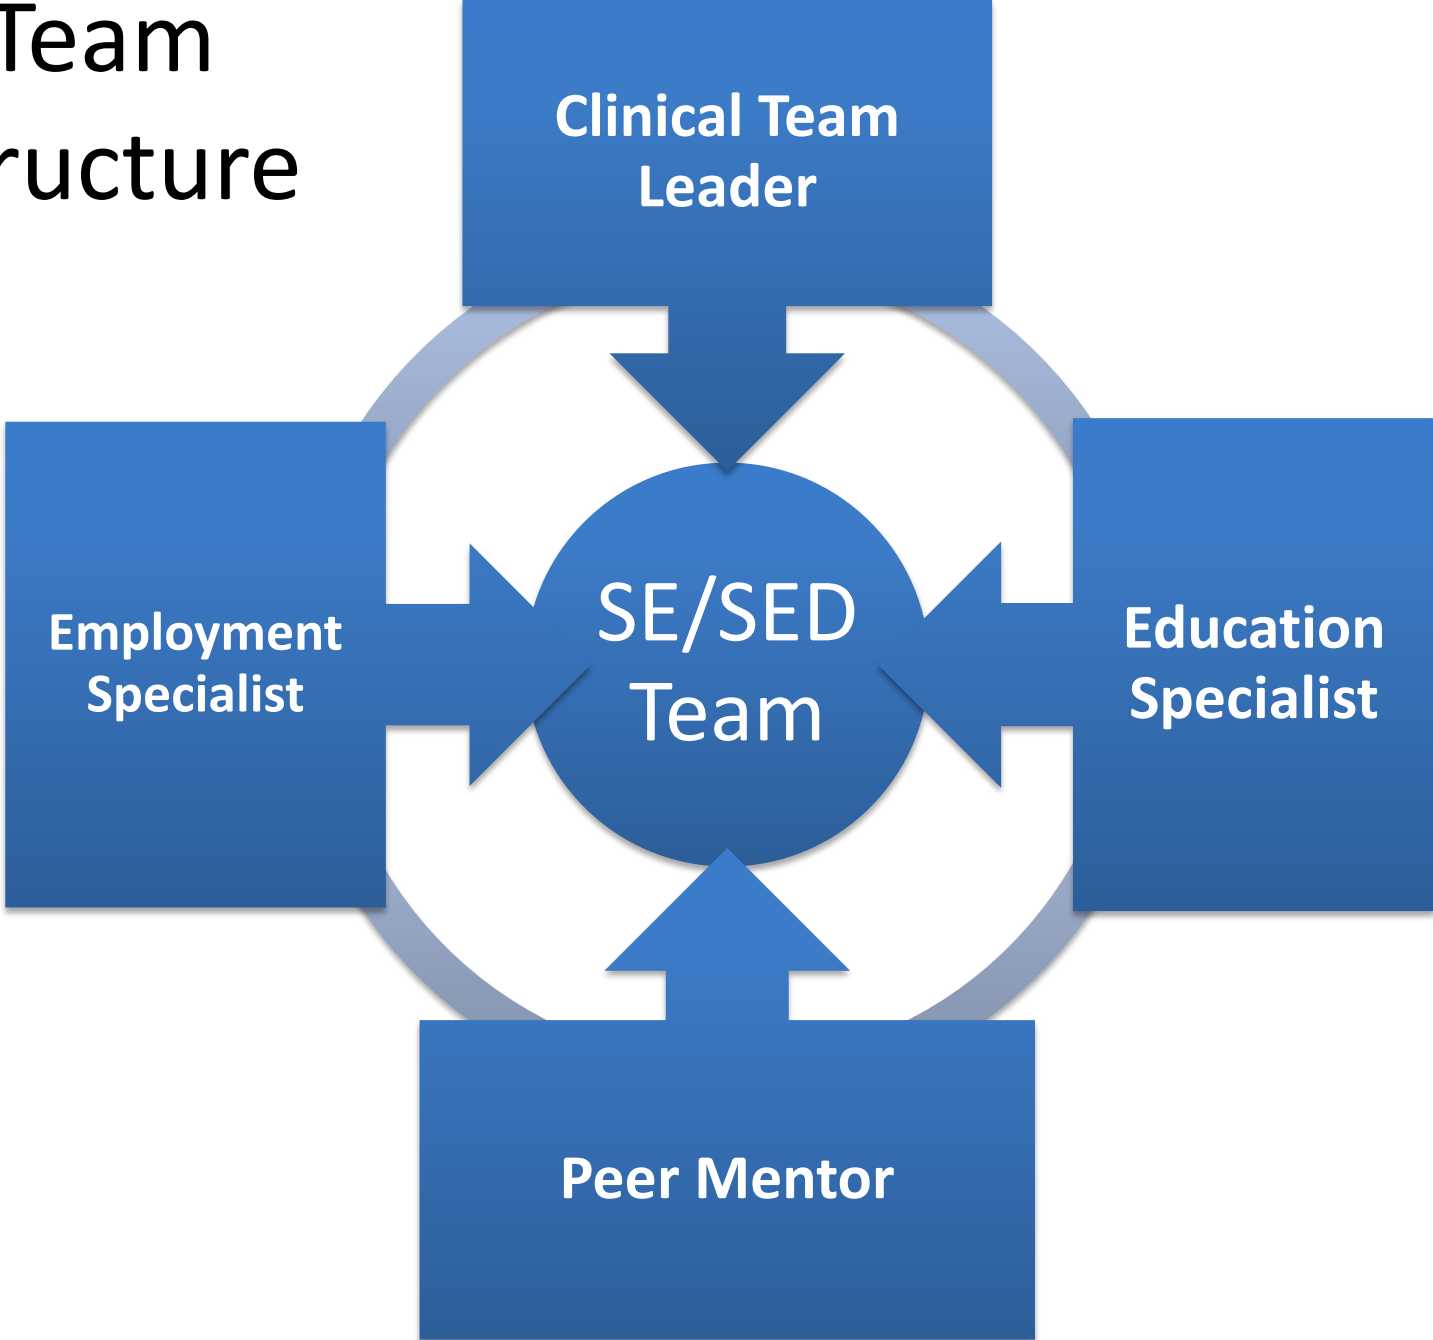 Team
ructure
Clinical Team
Leader
Employment
Specialist
SE/SED
Team
Education
Specialist
Peer Mentor